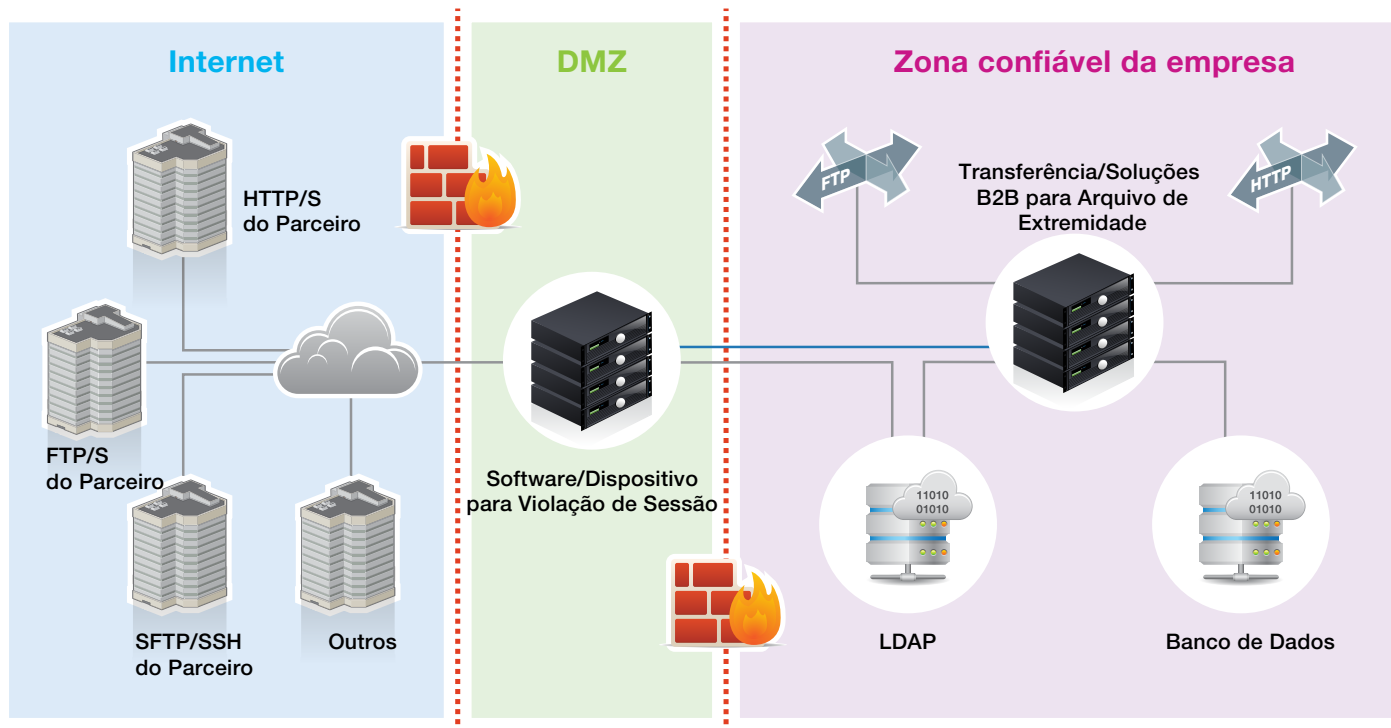 Internet
DMZ
Zona confiável da empresa
HTTP/S
do Parceiro
FTP/S
do Parceiro
SFTP/SSH
do Parceiro
Outros
Software/Dispositivo
para Violação de Sessão
FTP
Transferência/Soluções
B2B para Arquivo de
Extremidade
HTTP
11010
01010
LDAP
11010
01010
Banco de Dados